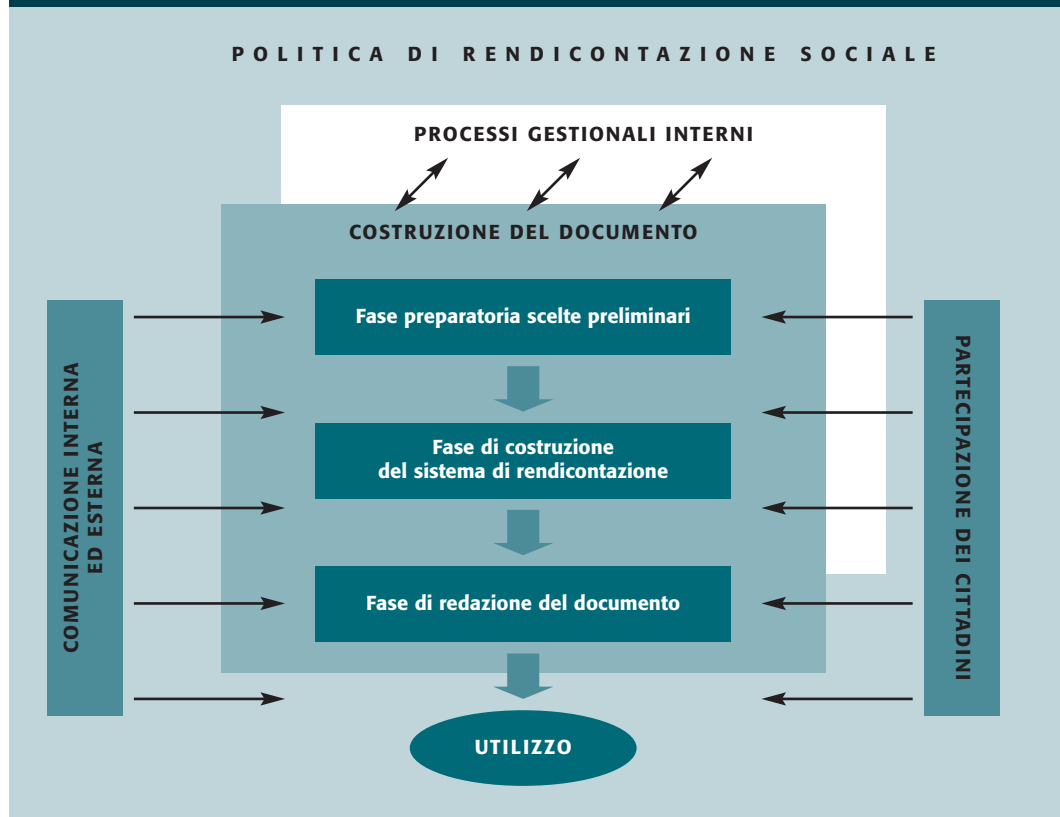 POLITICA DI RENDICONTAZIONE SOCIALE
PROCESSI GESTIONALI INTERNI
COSTRUZIONE DEL DOCUMENTO
Fase preparatoria scelte preliminari
Fase di costruzione
del sistema di rendicontazione
Fase di redazione del documento
UTILIZZO
COMUNICAZIONE INTERNA
ED ESTERNA
PARTECIPAZIONE DEI CITTADINI